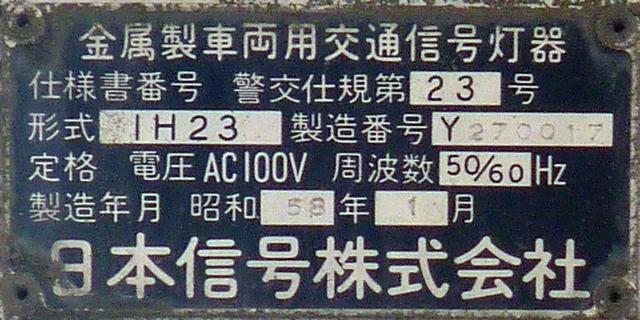 金属製車両用交通信号灯器
仕様書番号 警交仕規第 23 号
形式 1H23 製造番号 Y270017
定格 電圧 AC100V 周波数 50/60 Hz
製造年月 昭和 58 年 1 月
日本信号株式会社